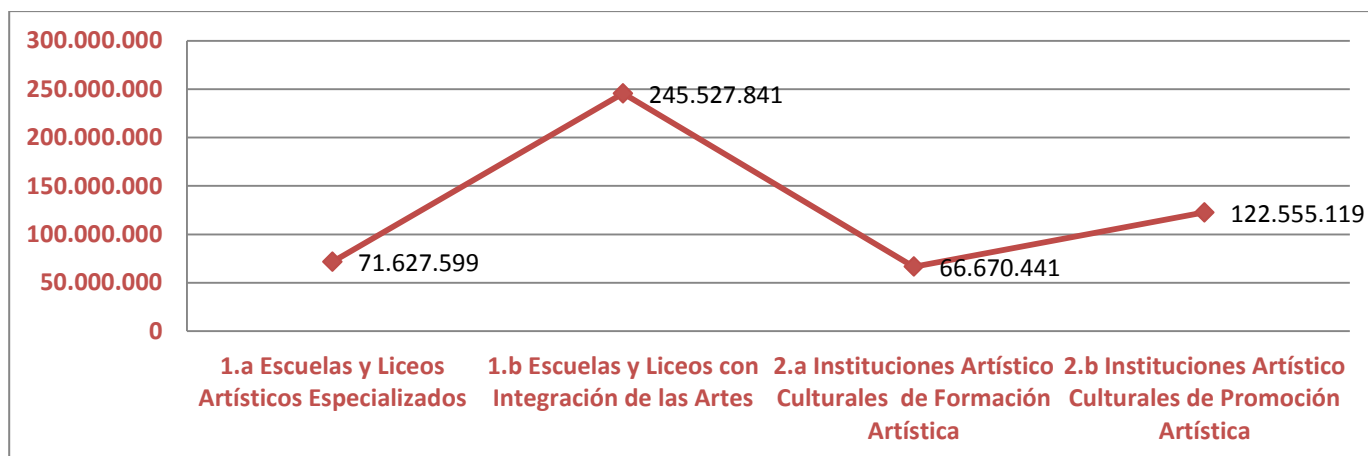 300.000.000
250.000.000
245.527.841
200.000.000
150.000.000
122.555.119
100.000.000
71.627.599
66.670.441
50.000.000
0
1.a Escuelas y Liceos
Artísticos Especializados
1.b Escuelas y Liceos con
Integración de las Artes
2.a Instituciones Artístico
Culturales de Formación
Artística
2.b Instituciones Artístico
Culturales de Promoción
Artística